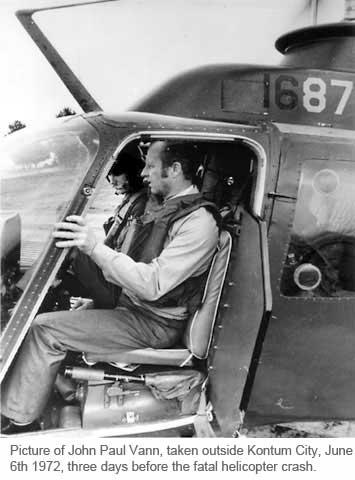 1687
Picture of John Paul Vann, taken outside Kontum City, June
6th 1972, three days before the fatal helicopter crash.